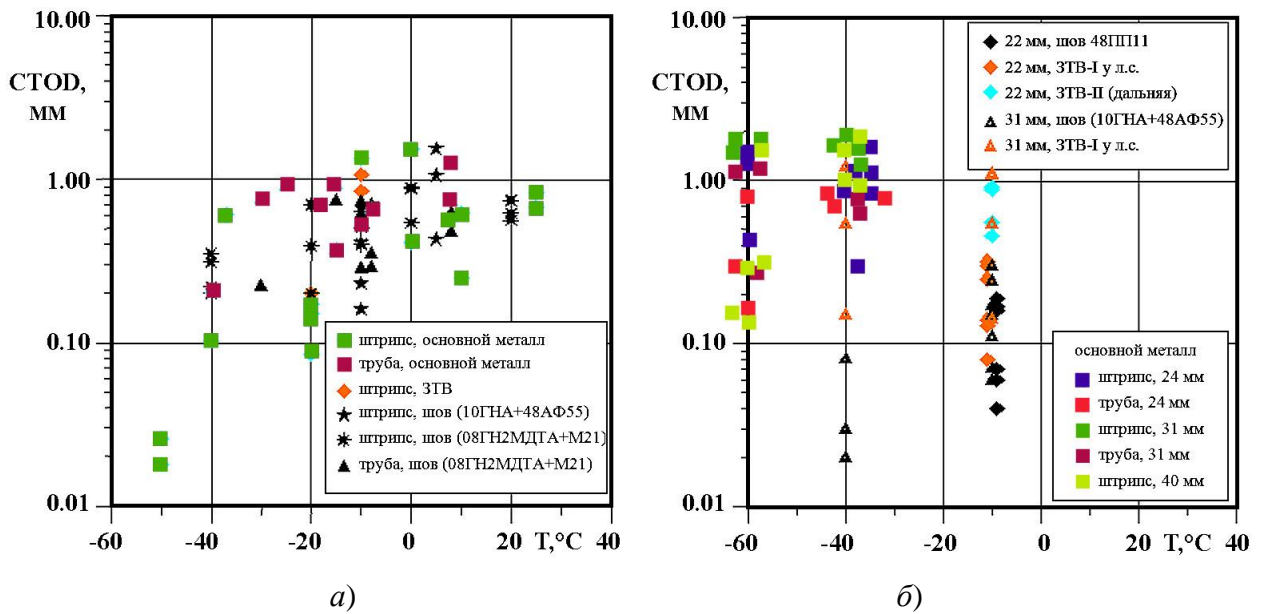 10.00
CTOD,
мм
1.00
0.10
0.01
-60
-40
-20
0
20
T,°C
40
штрипс, основной металл
труба, основной металл
штрипс, ЗТВ
штрипс, шов (10ГНА+48АФ55)
штрипс, шов (08ГН2МДТА+М21)
труба, шов (08ГН2МДТА+М21)
а)
10.00
CTOD,
мм
1.00
0.10
0.01
-60
-40
-20
0
20
T,°C
40
22 мм, шов 48ПП11
22 мм, ЗТВ-I у л.с.
22 мм, ЗТВ-II (дальняя)
31 мм, шов (10ГНА+48АФ55)
31 мм, ЗТВ-I у л.с.
основной металл
штрипс, 24 мм
труба, 24 мм
штрипс, 31 мм
труба, 31 мм
штрипс, 40 мм
б)